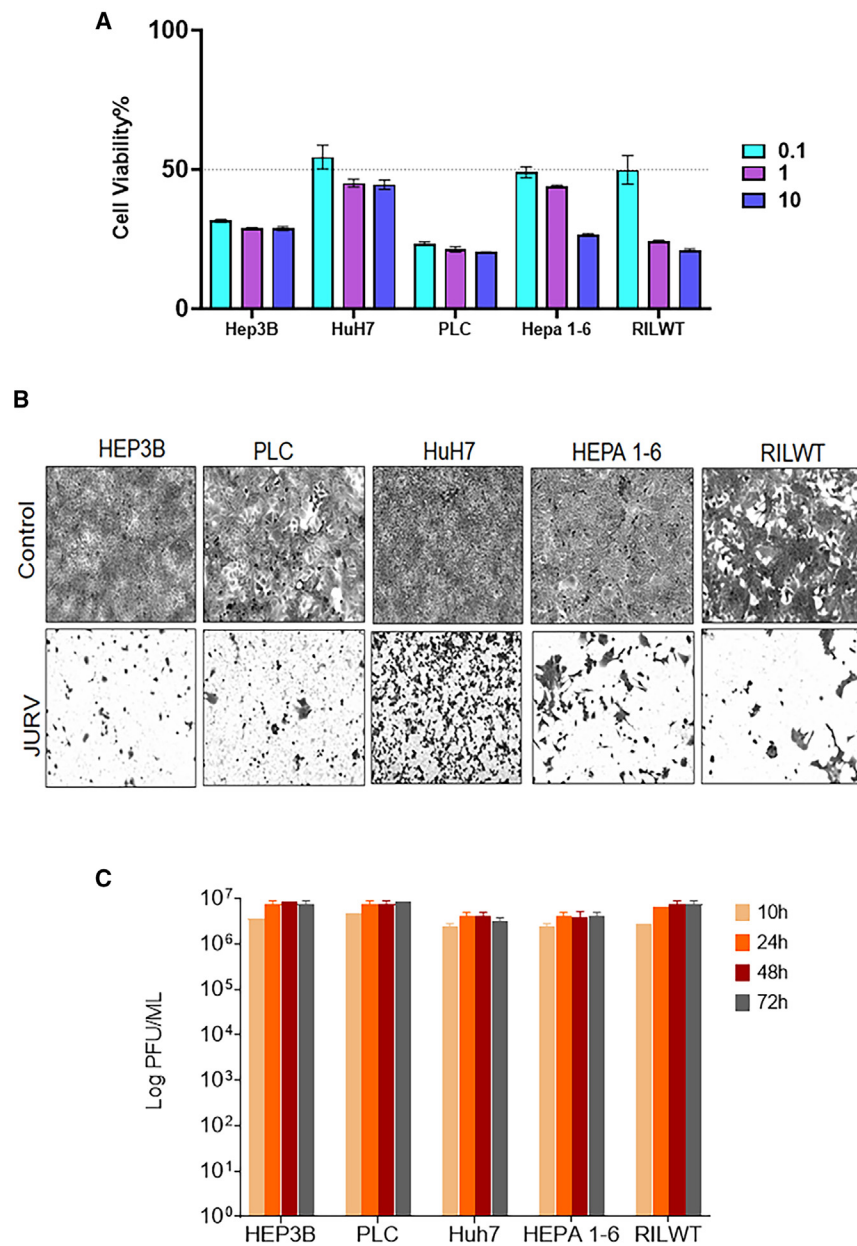 A
100
50
0
Cell Viability%
Hep3B HuH7 PLC Hepa 1-6 RILWT
0.1
1
10
B
HEP3B PLC HuH7 HEPA 1-6 RILWT
Control
JURV
C
10⁷
10⁶
10⁵
10⁴
10³
10²
10¹
10⁰
Log PFU/ML
HEP3B PLC Huh7 HEPA 1-6 RILWT
10h
24h
48h
72h